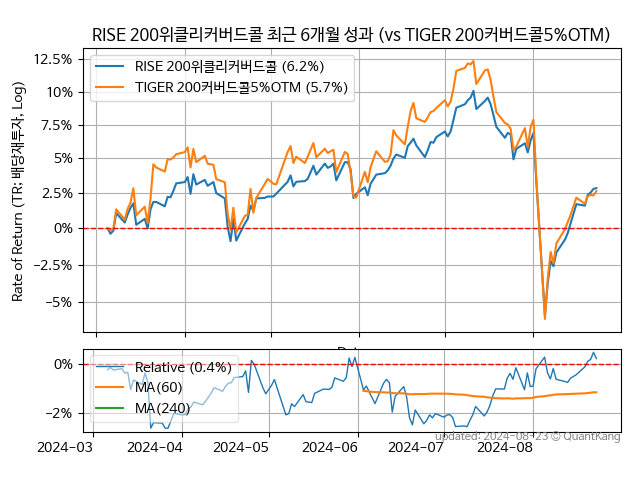 RISE 200위클리커버드콜 최근 6개월 성과 (vs TIGER 200커버드콜5%OTM)
Rate of Return (TR: 배당재투자, Log)
12.5%
10%
7.5%
5%
2.5%
0%
−2.5%
−5%
RISE 200위클리커버드콜 (6.2%)
TIGER 200커버드콜5%OTM (5.7%)
0%
−2%
Relative (0.4%)
MA(60)
MA(240)
2024-03
2024-04
2024-05
2024-06
2024-07
2024-08
updated: 2024-08-23 © QuantKang